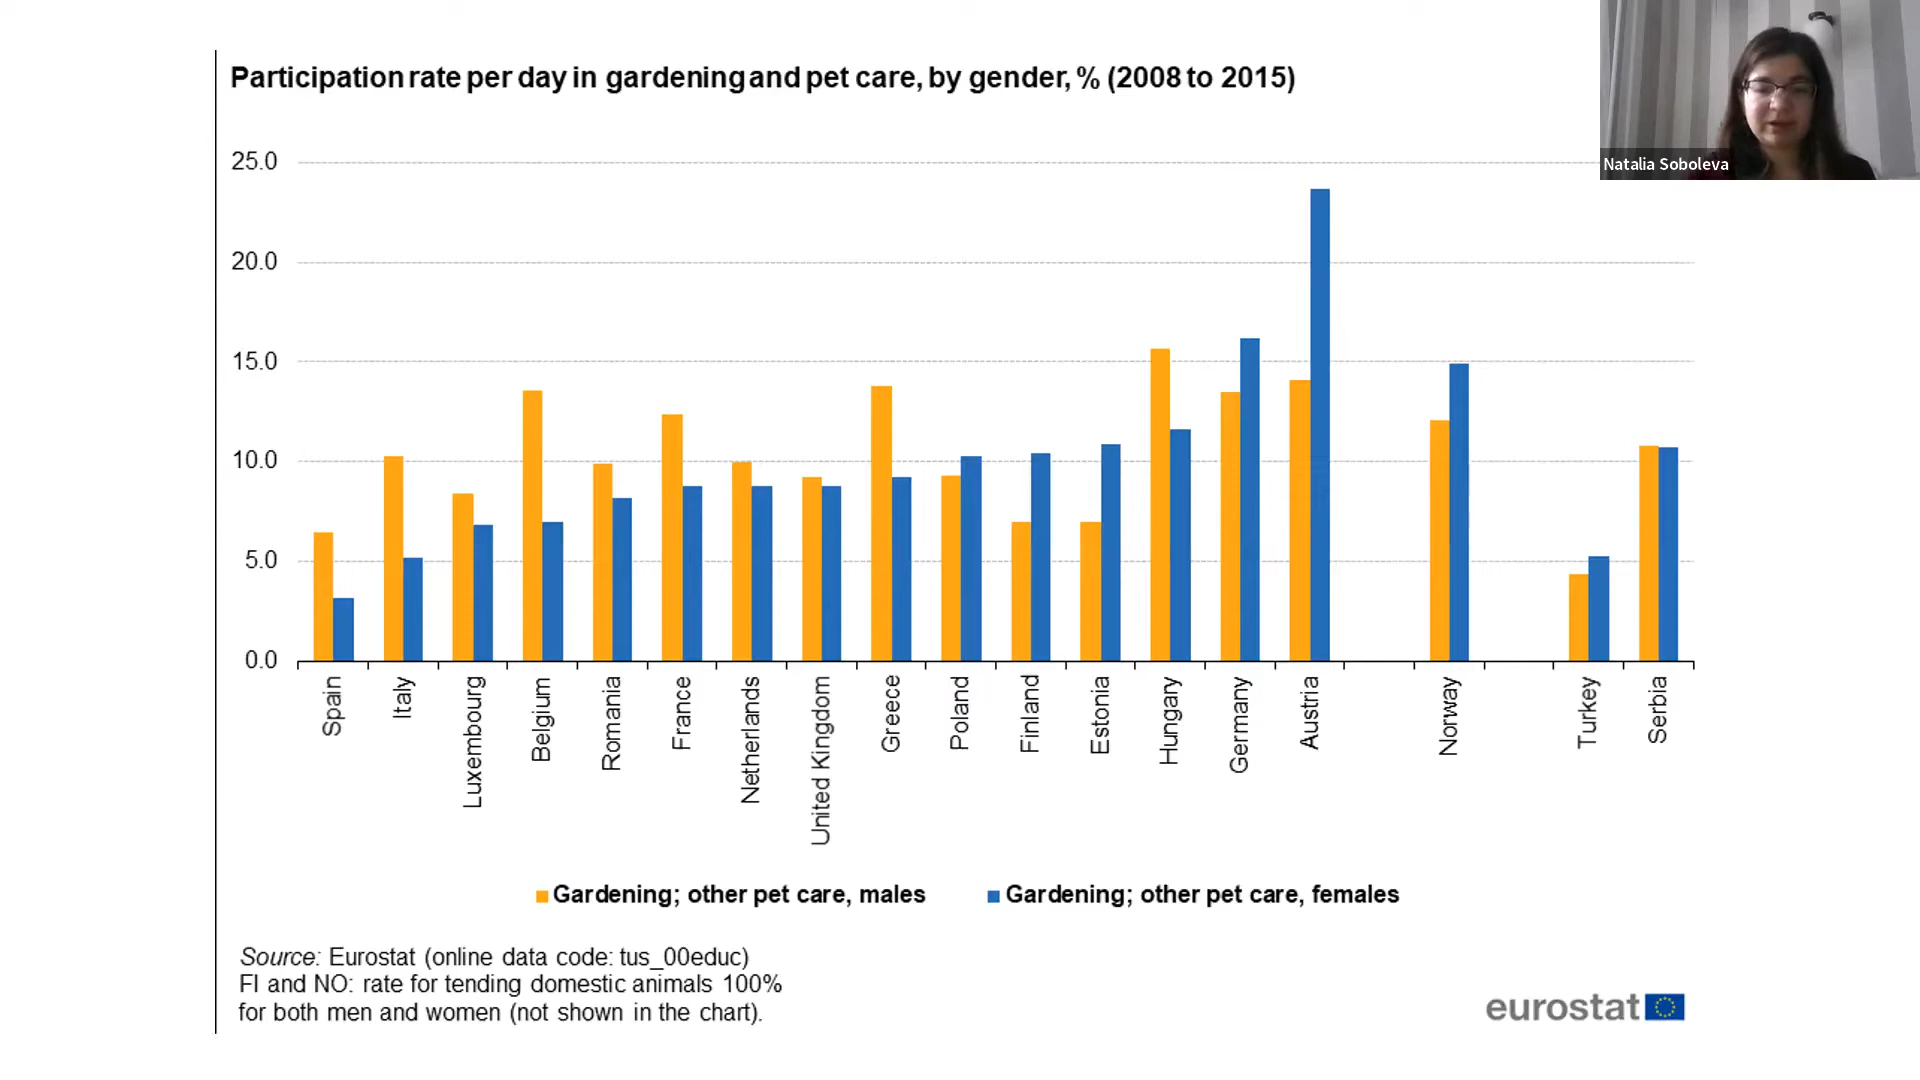 Participation rate per day in gardening and pet care, by gender, % (2008 to 2015)
Natalia Soboleva
25.0
20.0
15.0
10.0
5.0
0.0
Spain
Italy
Luxembourg
Belgium
Romania
France
Netherlands
United Kingdom
Greece
Poland
Finland
Estonia
Hungary
Germany
Austria
Norway
Turkey
Serbia
Gardening; other pet care, males
Gardening; other pet care, females
Source: Eurostat (online data code: tus_00educ)
FI and NO: rate for tending domestic animals 100%
for both men and women (not shown in the chart).
eurostat